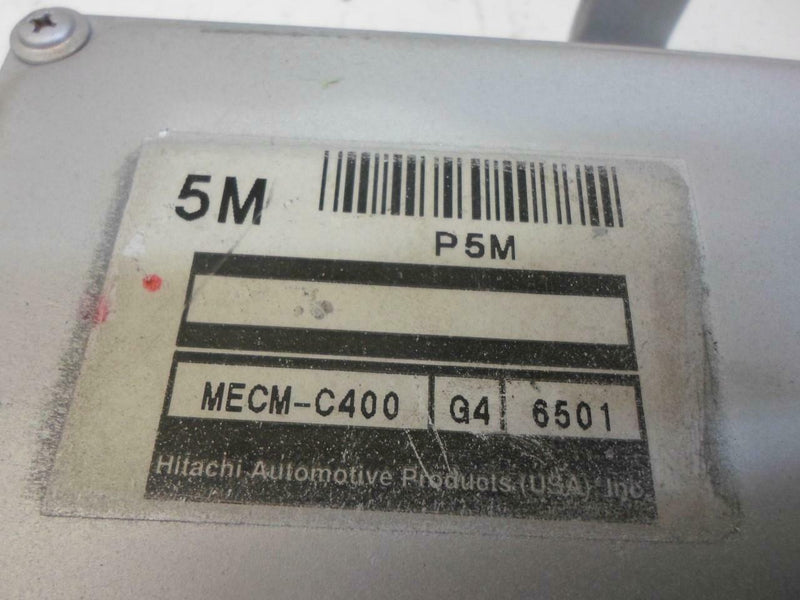 5M
P5M
MECM-C400 G4 6501
Hitachi Automotive Products (USA), Inc.